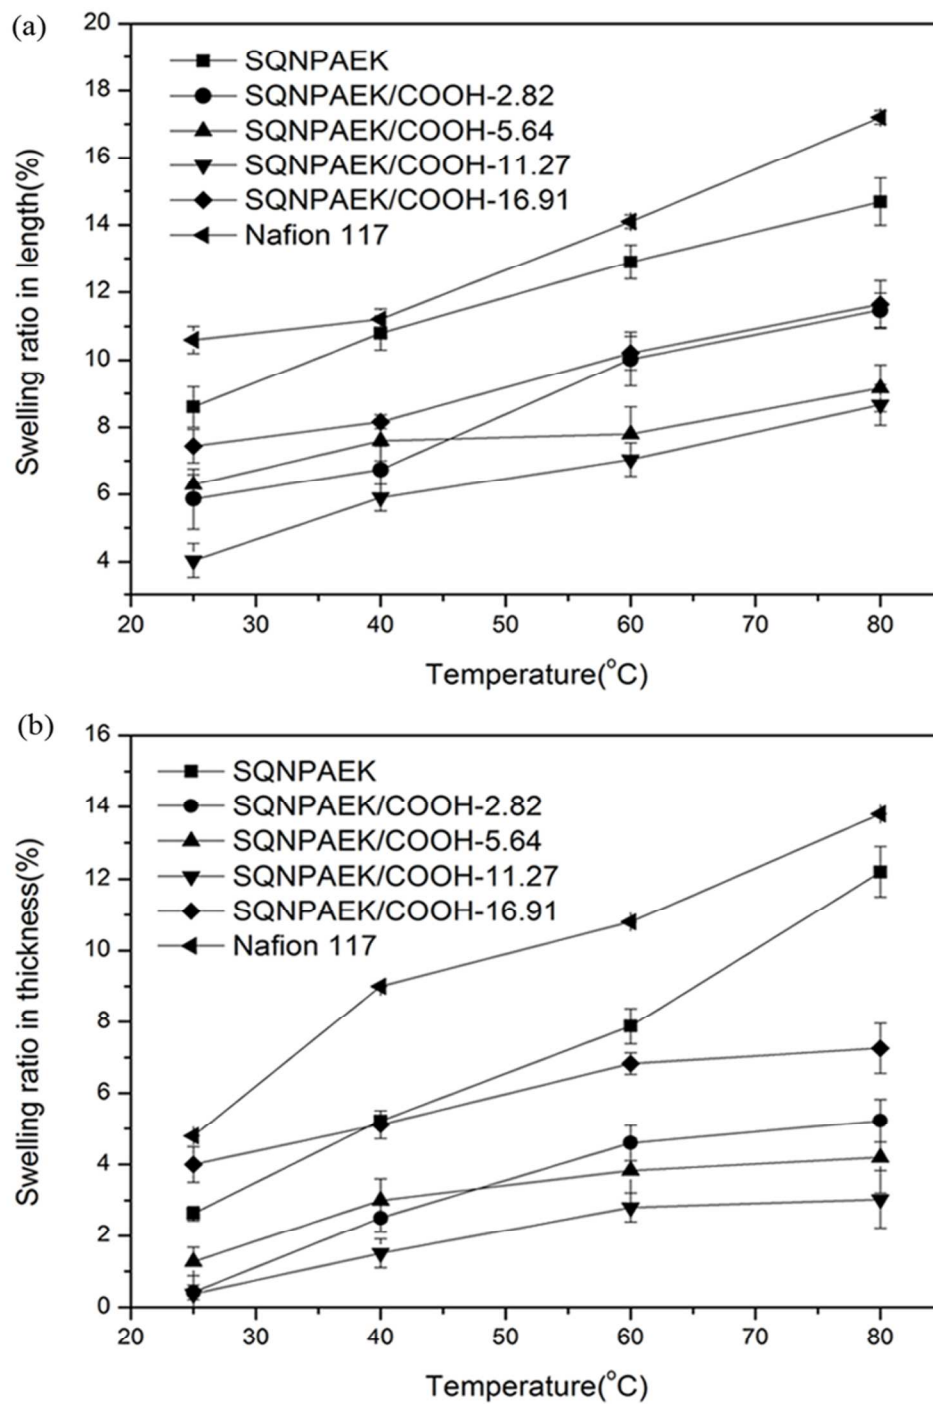 (a)
20
18
16
14
12
10
8
6
4
Swelling ratio in length(%)
SQNPAEK
SQNPAEK/COOH-2.82
SQNPAEK/COOH-5.64
SQNPAEK/COOH-11.27
SQNPAEK/COOH-16.91
Nafion 117
20 30 40 50 60 70 80
Temperature(°C)
(b)
16
14
12
10
8
6
4
2
0
Swelling ratio in thickness(%)
SQNPAEK
SQNPAEK/COOH-2.82
SQNPAEK/COOH-5.64
SQNPAEK/COOH-11.27
SQNPAEK/COOH-16.91
Nafion 117
20 30 40 50 60 70 80
Temperature(°C)